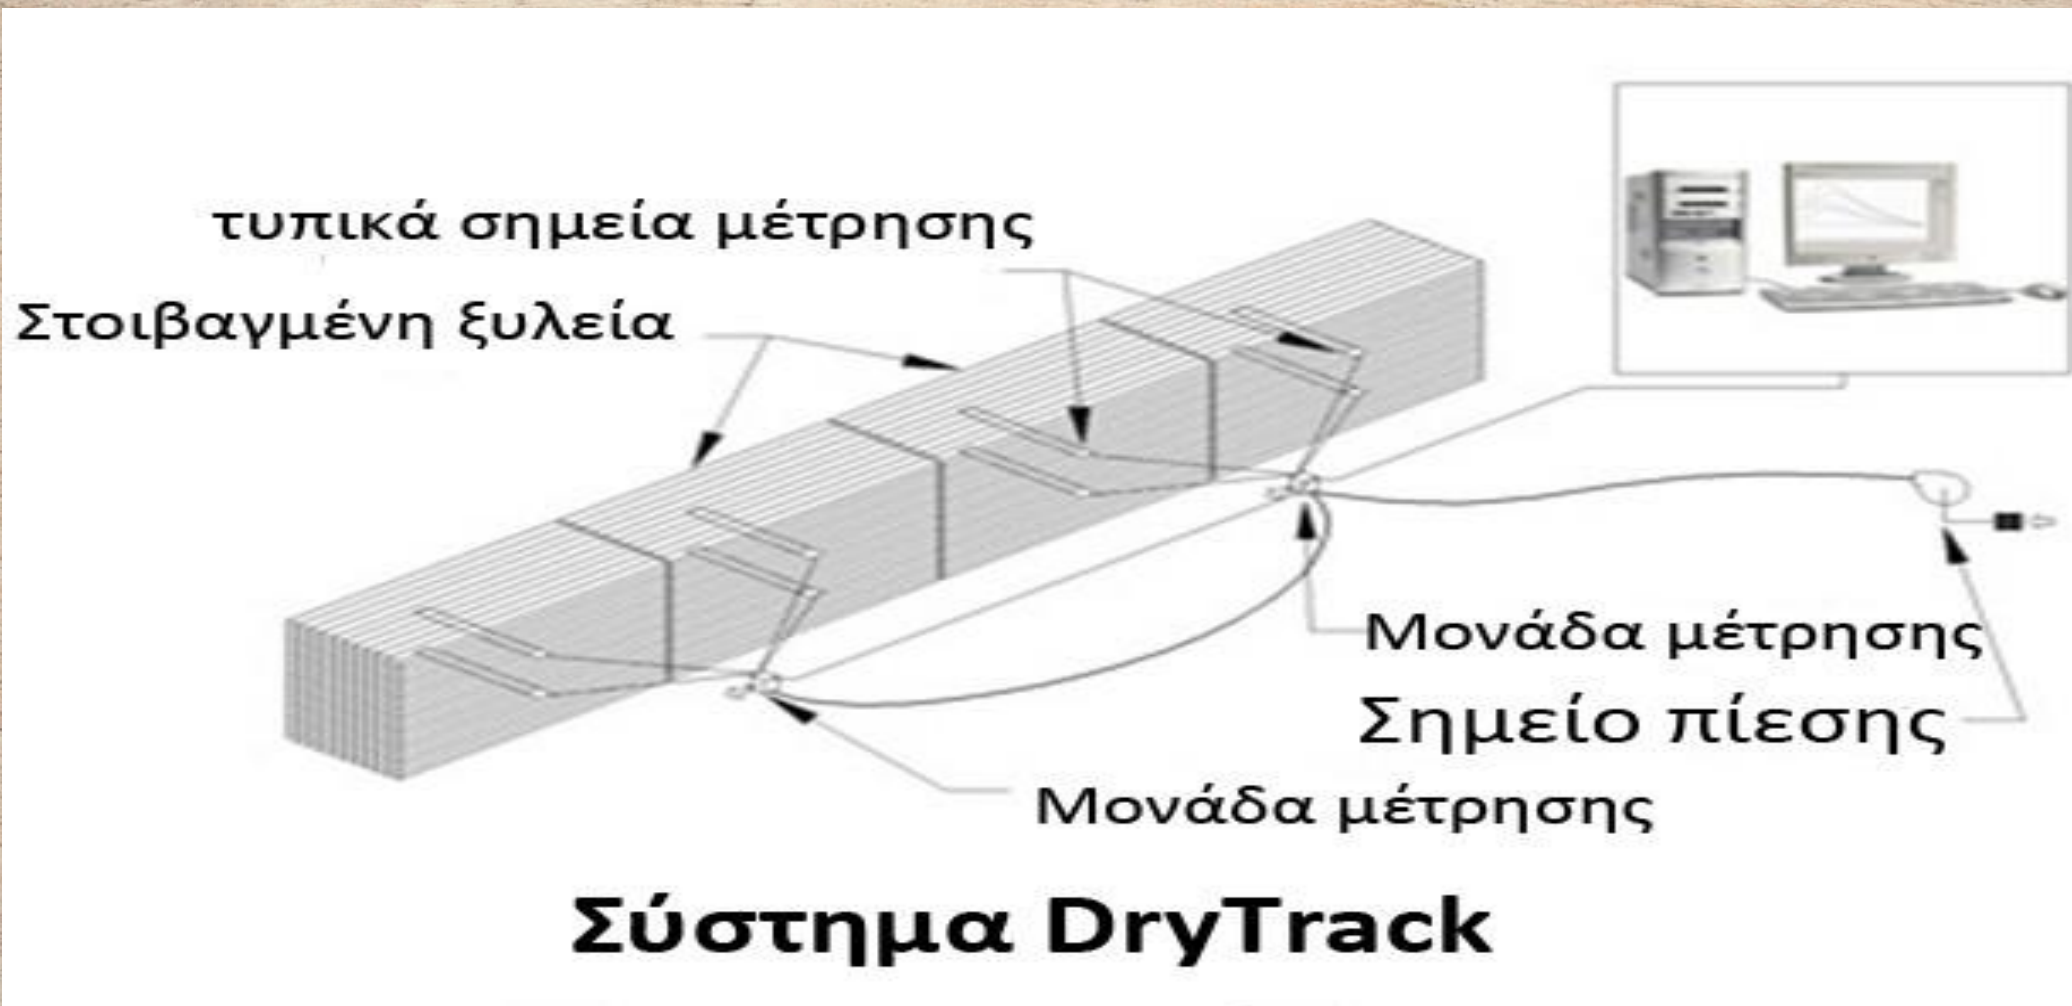 τυπικά σημεία μέτρησης
Στοιβαγμένη ξυλεία
Μονάδα μέτρησης
Σημείο πίεσης
Μονάδα μέτρησης
Σύστημα DryTrack